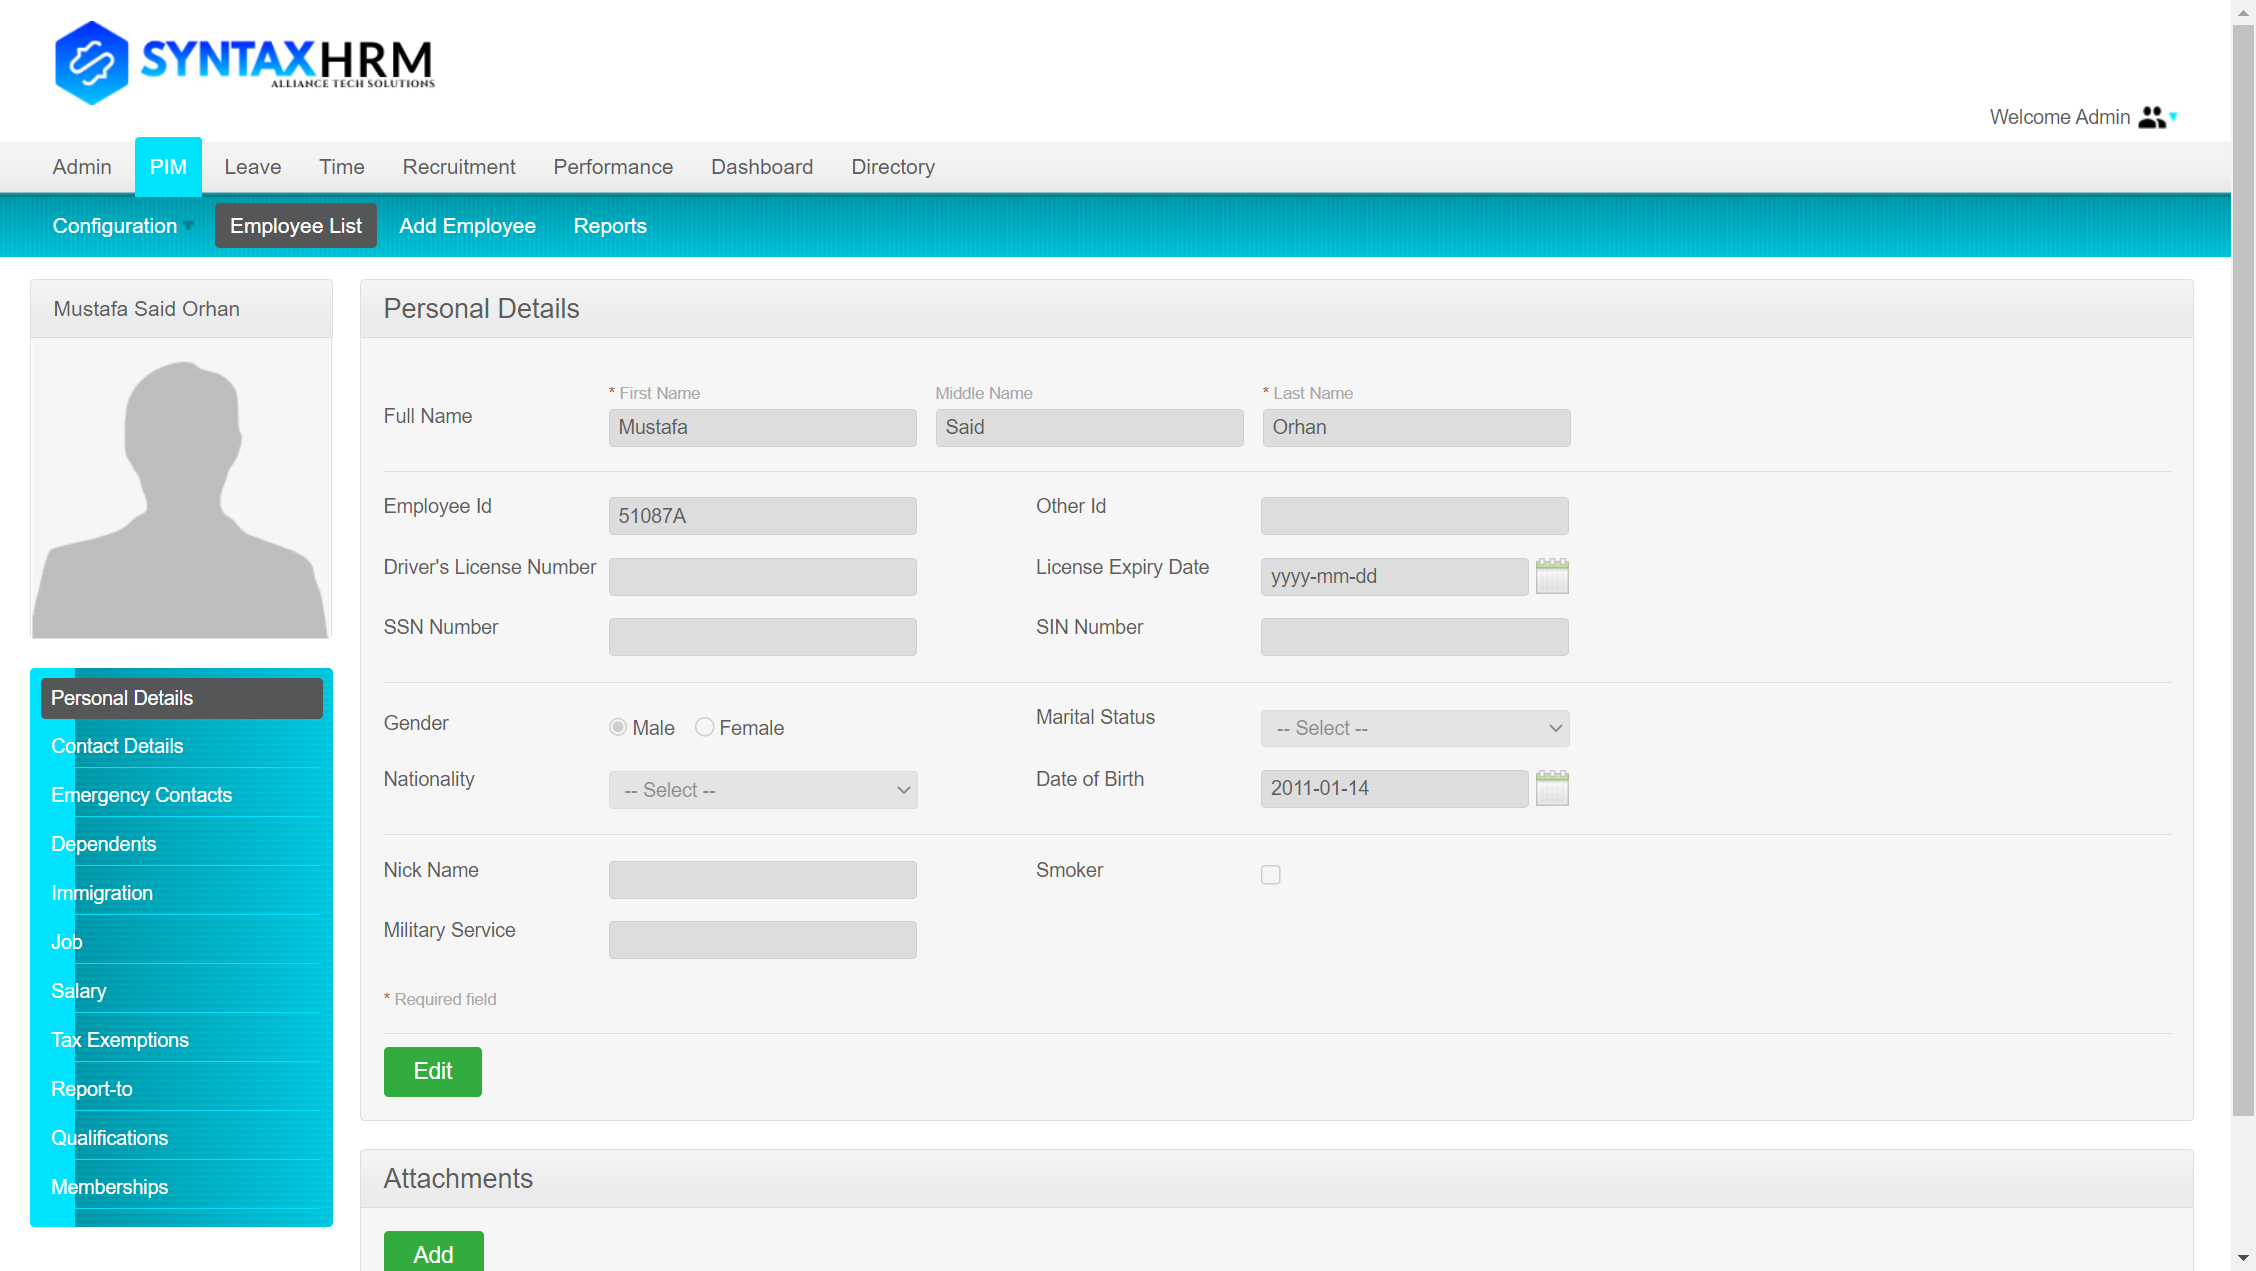 SYNTAXHRM
ALLIANCE TECH SOLUTIONS
Welcome Admin
Admin PIM Leave Time Recruitment Performance Dashboard Directory
Configuration Employee List Add Employee Reports
Mustafa Said Orhan
Personal Details
Contact Details
Emergency Contacts
Dependents
Immigration
Job
Salary
Tax Exemptions
Report-to
Qualifications
Memberships
Personal Details
* First Name Middle Name * Last Name
Full Name Mustafa Said Orhan
Employee Id 51087A Other Id
Driver's License Number License Expiry Date yyyy-mm-dd
SSN Number SIN Number
Gender Male Female Marital Status -- Select --
Nationality -- Select -- Date of Birth 2011-01-14
Nick Name Smoker
Military Service
* Required field
Edit
Attachments
Add